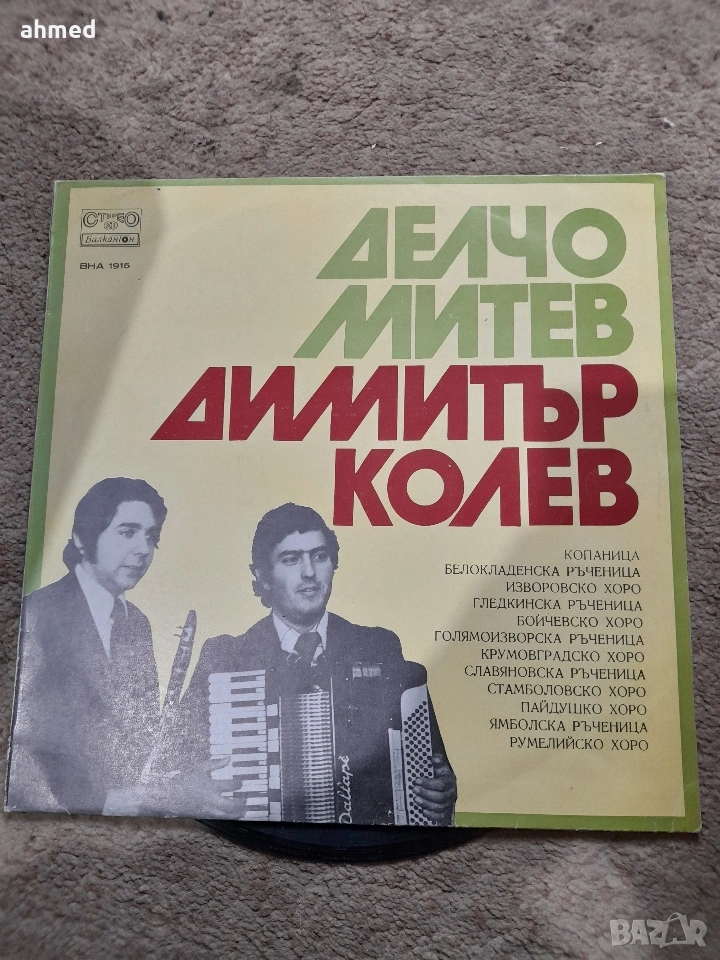 ahmed
СТЕРЕО
Балкантон
ВНА 1915
ДЕЛЧО
МИТЕВ
ДИМИТЪР
КОЛЕВ
КОПАНИЦА
БЕЛОКЛАДЕНСКА РЪЧЕНИЦА
ИЗВОРОВСКО ХОРО
ГЛЕДКИНСКА РЪЧЕНИЦА
БОЙЧЕВСКО ХОРО
ГОЛЯМОИЗВОРСКА РЪЧЕНИЦА
КРУМОВГРАДСКО ХОРО
СЛАВЯНОВСКА РЪЧЕНИЦА
СТАМБОЛОВСКО ХОРО
ПАЙДУШКО ХОРО
ЯМБОЛСКА РЪЧЕНИЦА
РУМЕЛИЙСКО ХОРО
Dallapé
BAZAR